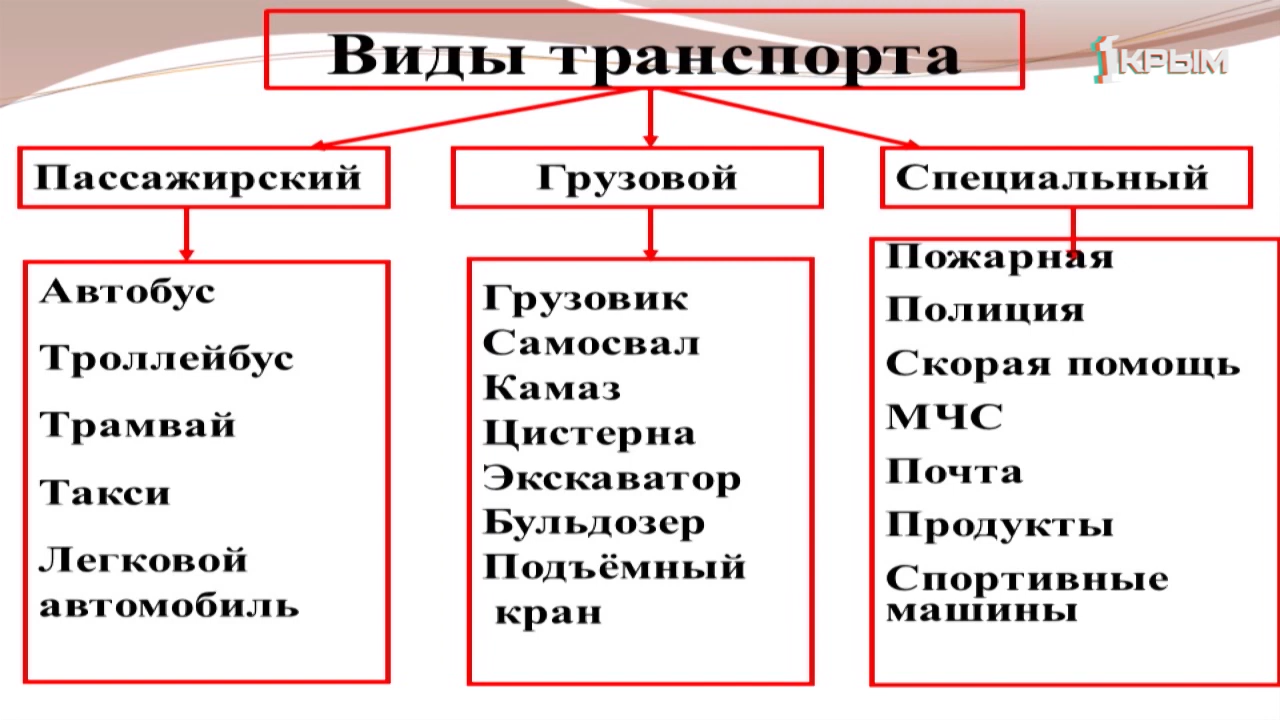 Виды транспорта
1КРЫМ
Пассажирский
Грузовой
Специальный
Автобус
Троллейбус
Трамвай
Такси
Легковой
автомобиль
Грузовик
Самосвал
Камаз
Цистерна
Экскаватор
Бульдозер
Подъёмный
кран
Пожарная
Полиция
Скорая помощь
МЧС
Почта
Продукты
Спортивные
машины